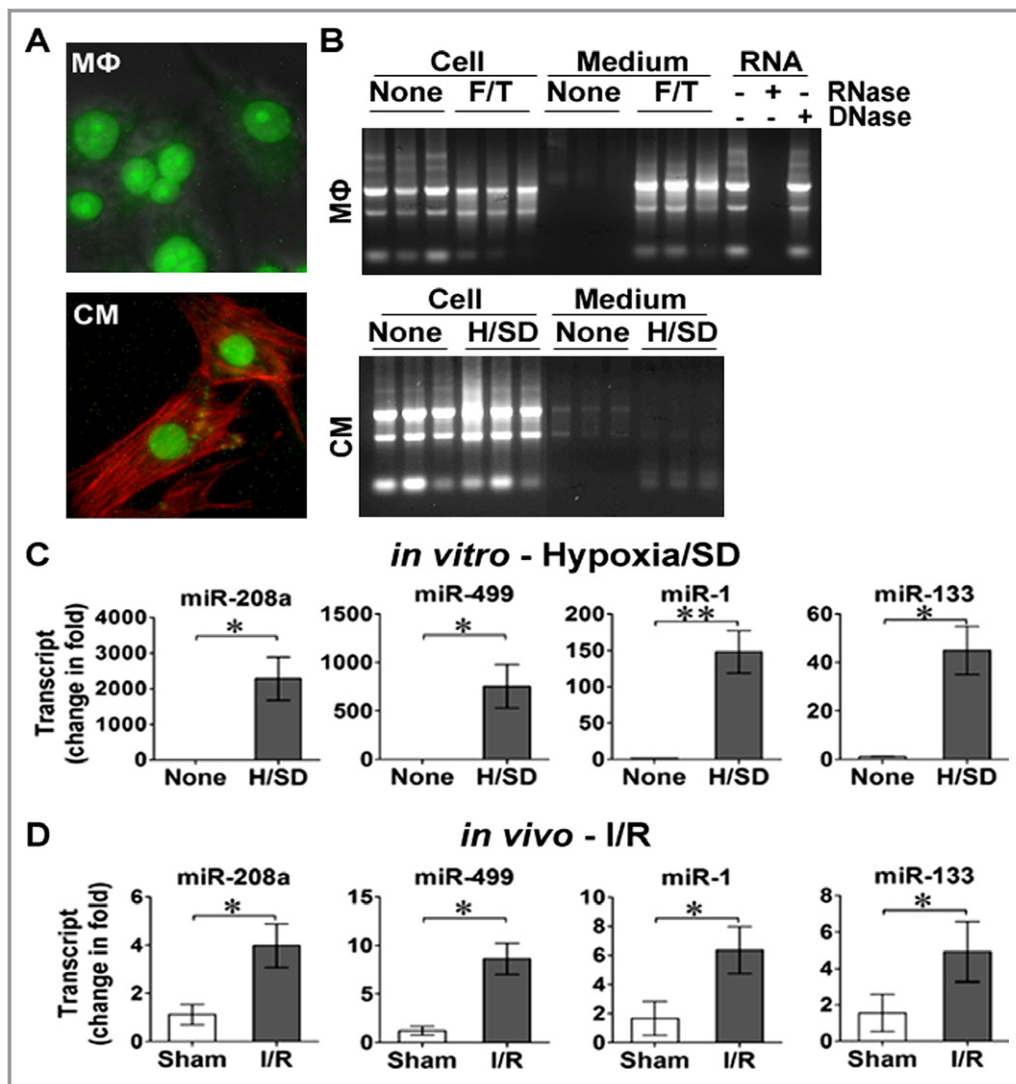 A
MΦ
CM
B
Cell Medium RNA
None F/T None F/T - + - RNase
- - + DNase
MΦ
Cell Medium
None H/SD None H/SD
CM
C in vitro - Hypoxia/SD
miR-208a miR-499 miR-1 miR-133
Transcript
(change in fold)
4000
3000
2000
1000
0
*
None H/SD
1500
1000
500
0
*
None H/SD
200
150
100
50
0
**
None H/SD
60
40
20
0
*
None H/SD
D in vivo - I/R
miR-208a miR-499 miR-1 miR-133
Transcript
(change in fold)
6
4
2
0
*
Sham I/R
15
10
5
0
*
Sham I/R
10
8
6
4
2
0
*
Sham I/R
8
6
4
2
0
*
Sham I/R